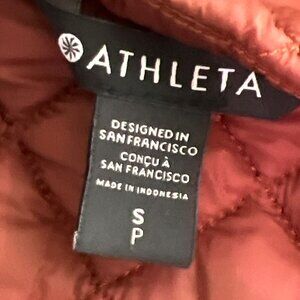 ATHLETA
DESIGNED IN
SAN FRANCISCO
CONÇU À
SAN FRANCISCO
MADE IN INDONESIA
S
P